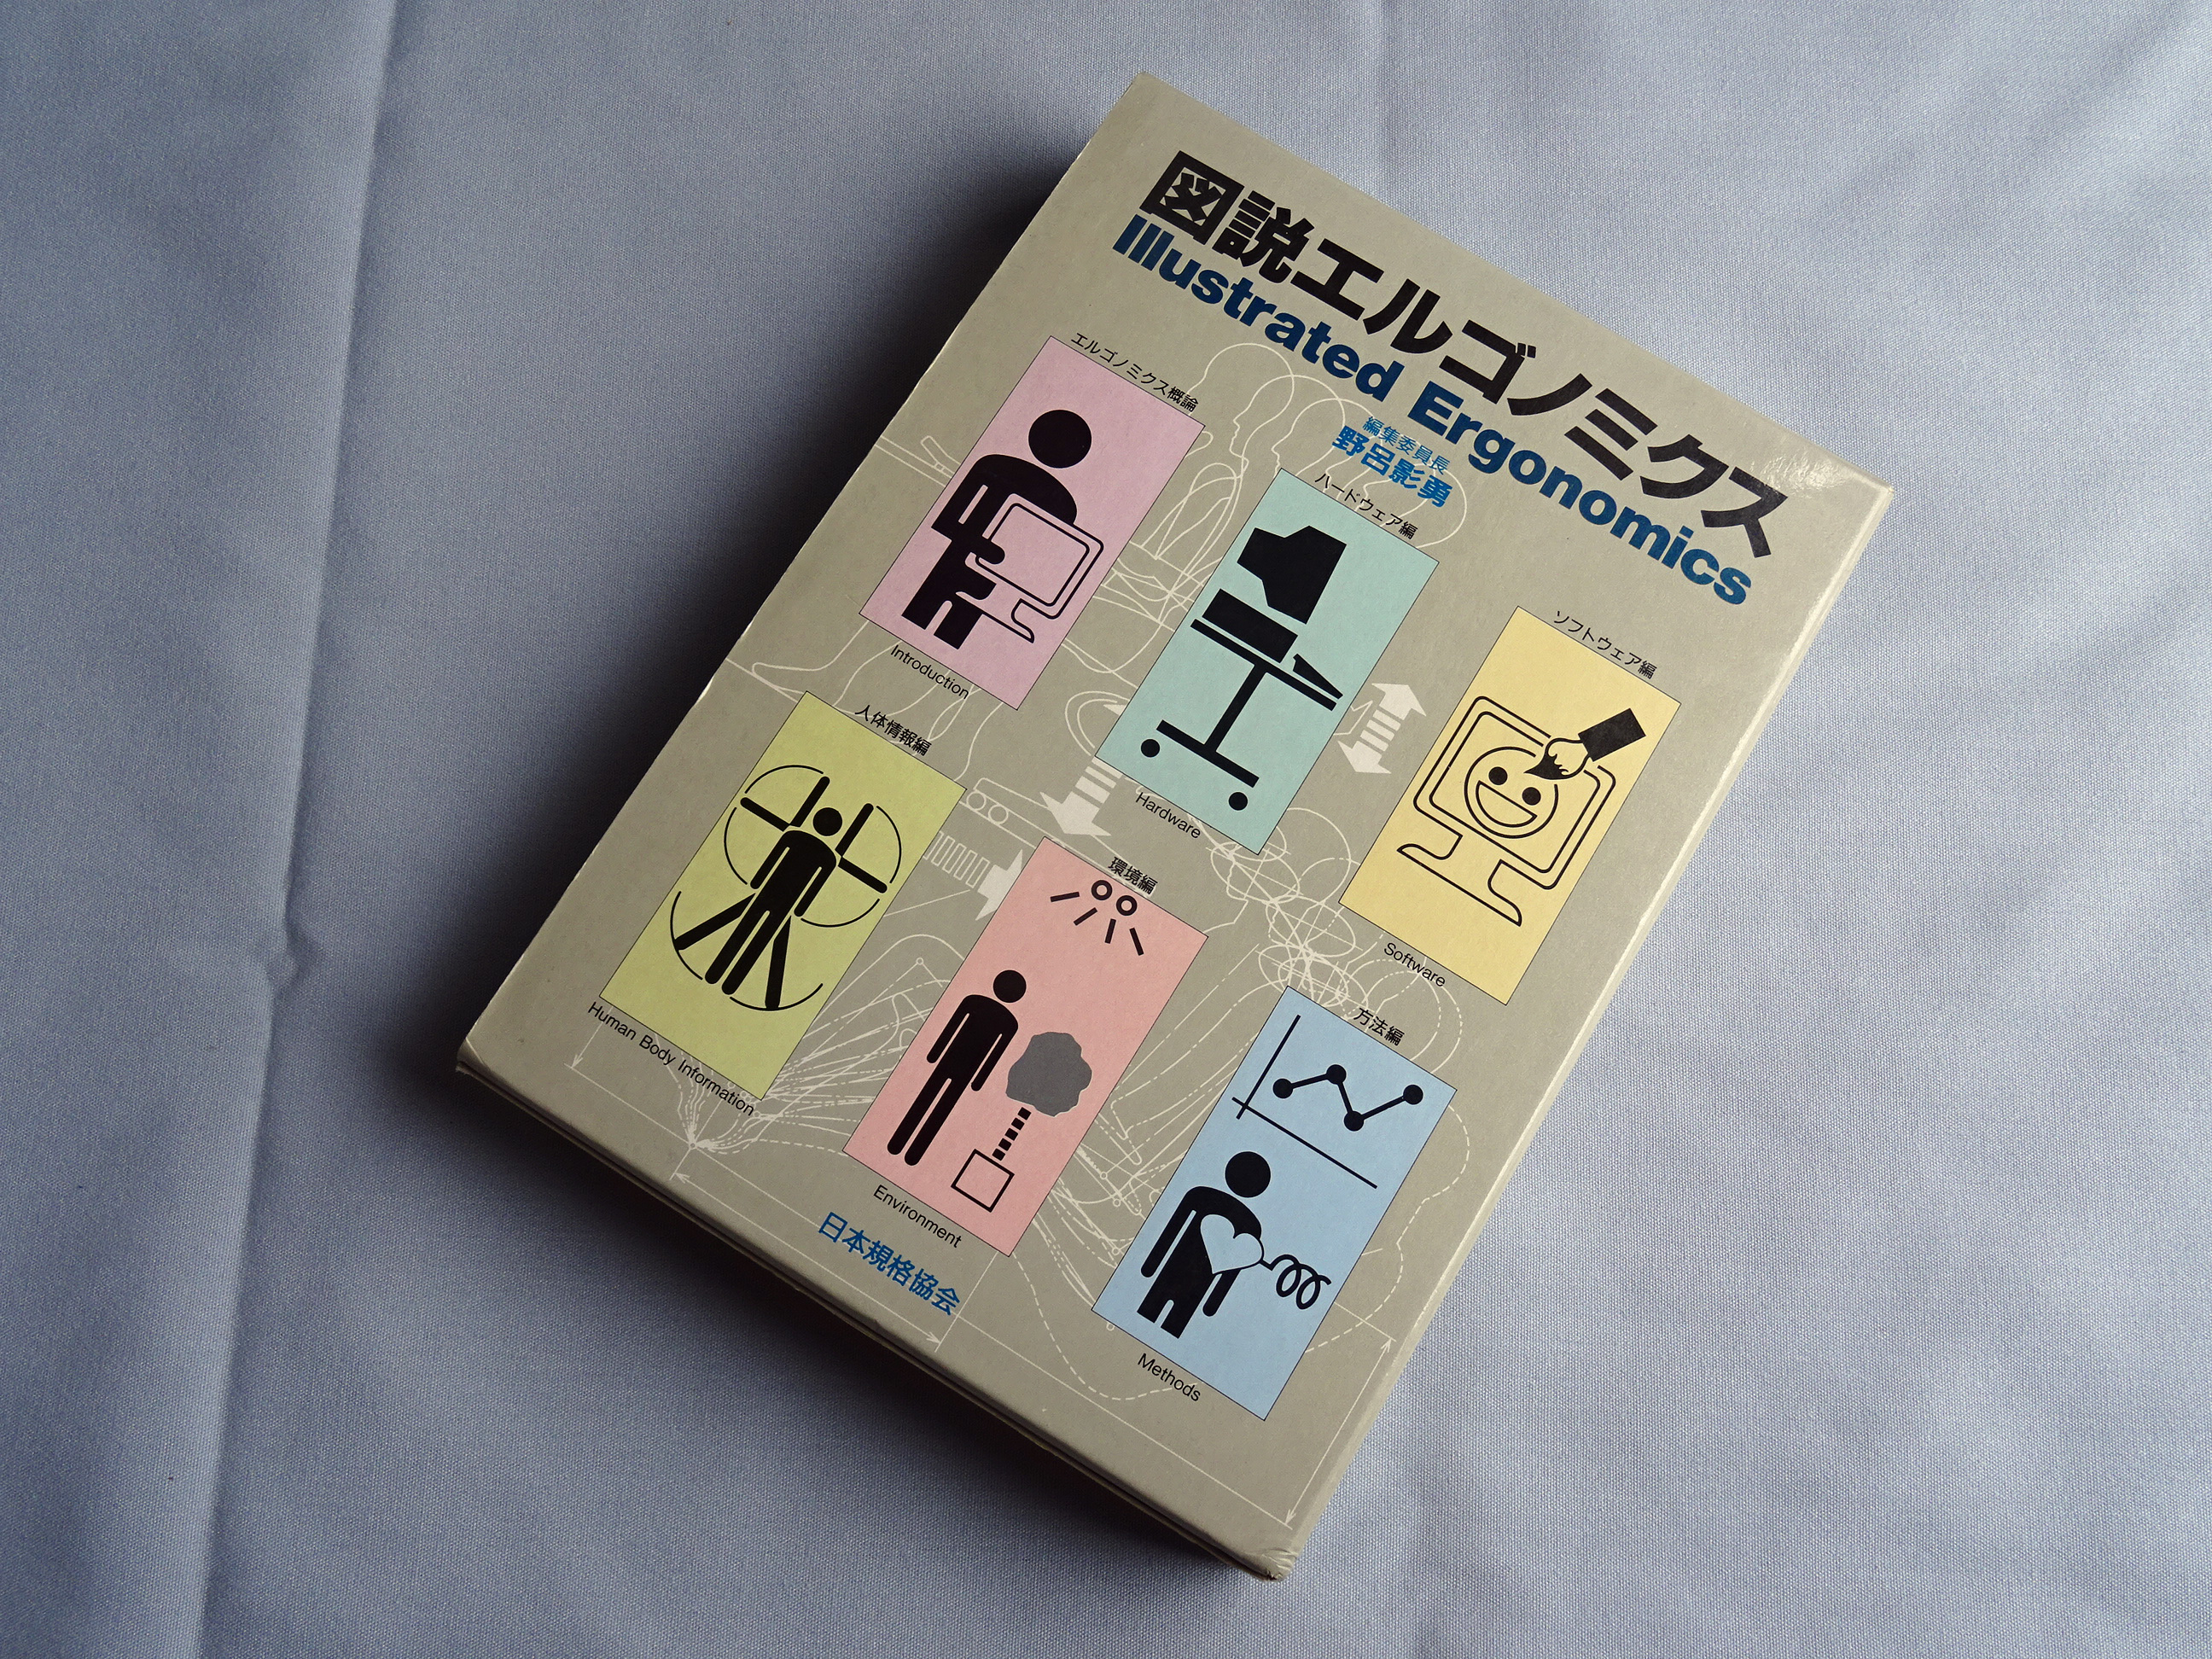 図説エルゴノミクス
Illustrated Ergonomics
編集委員長
野呂影勇
エルゴノミクス概論
Introduction
ハードウェア編
Hardware
ソフトウェア編
Software
人体情報編
Human Body Information
環境編
Environment
方法編
Methods
日本規格協会